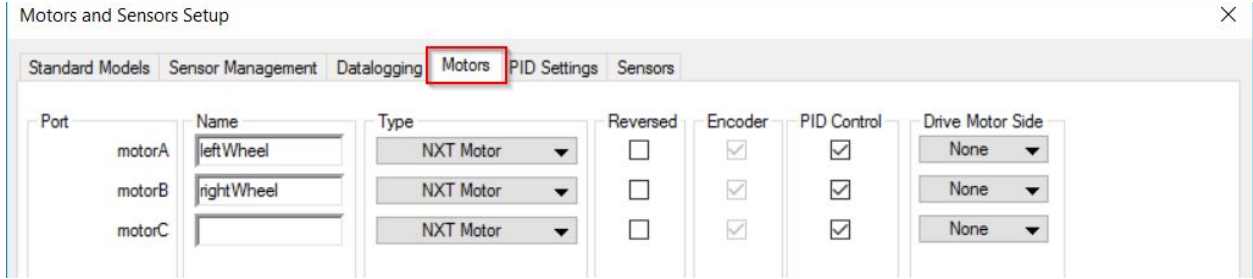 Motors and Sensors Setup
Standard Models Sensor Management Datalogging Motors PID Settings Sensors
Port Name Type Reversed Encoder PID Control Drive Motor Side
motorA leftWheel NXT Motor None
motorB rightWheel NXT Motor None
motorC NXT Motor None